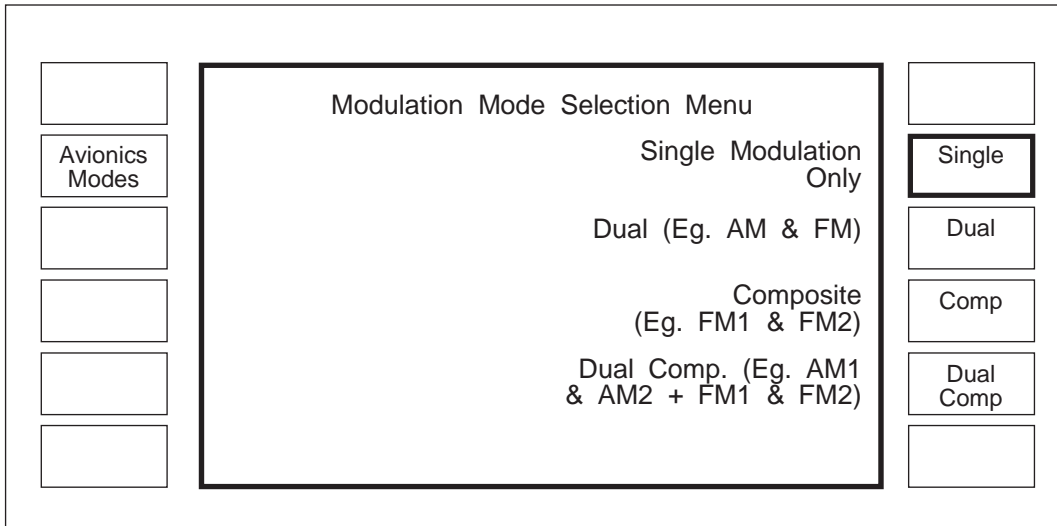 Modulation Mode Selection Menu
Avionics
Modes
Single Modulation
Only
Single
Dual (Eg. AM & FM)
Dual
Composite
(Eg. FM1 & FM2)
Comp
Dual Comp. (Eg. AM1
& AM2 + FM1 & FM2)
Dual
Comp